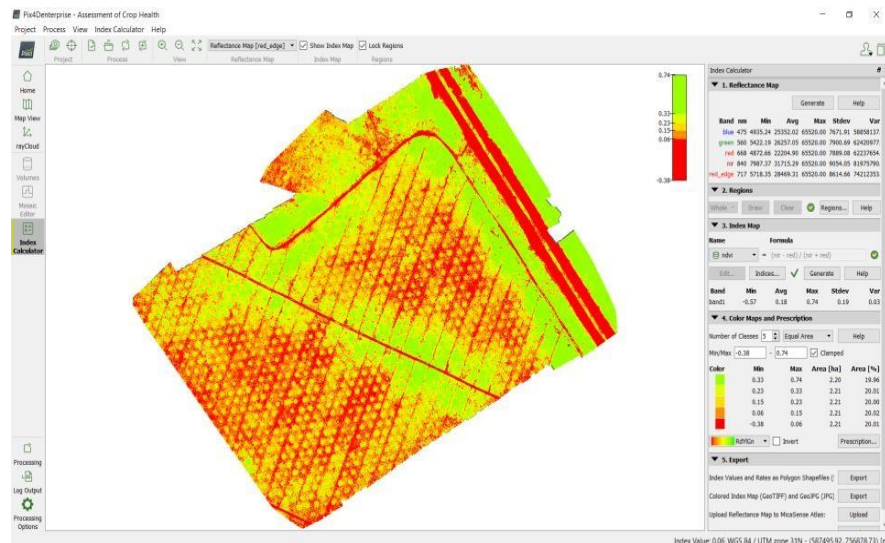 Pix4Denterprise - Assessment of Crop Health
Project Process View Index Calculator Help
Reflectance Map [red_edge] Show Index Map Lock Regions
Project Process View Reflectance Map Index Map Regions
Home
Map View
rayCloud
Volumes
Mosaic
Editor
Index
Calculator
Processing
Log Output
Processing
Options
0.74
0.33
0.23
0.15
0.06
-0.38
Index Calculator
1. Reflectance Map
Generate Help
Band nm Min Avg Max Stdev Var
blue 475 4935.24 25352.02 65520.00 7671.91 58858137.
green 560 5422.19 26257.05 65520.00 7900.69 62420977.
red 668 4872.66 22204.90 65520.00 7889.08 62237654.
nir 840 7987.37 31715.29 65520.00 9054.05 81975790.
red_edge 717 5718.35 28469.31 65520.00 8614.66 74212353.
2. Regions
Whole Draw Clear Regions... Help
3. Index Map
Name Formula
ndvi = (nir - red) / (nir + red)
Edit... Indices... Generate Help
Band Min Avg Max Stdev Var
band1 -0.57 0.18 0.74 0.19 0.03
4. Color Maps and Prescription
Number of Classes 5 Equal Area Help
Min/Max -0.38 - 0.74 Clamped
Color Min Max Area [ha] Area [%]
0.33 0.74 2.20 19.96
0.23 0.33 2.21 20.01
0.15 0.23 2.21 20.00
0.06 0.15 2.21 20.02
-0.38 0.06 2.21 20.01
RdYlGn Invert Prescription...
5. Export
Index Values and Rates as Polygon Shapefiles (: Export
Colored Index Map (GeoTIFF) and GeoJPG (JPG) Export
Upload Reflectance Map to MicaSense Atlas: Upload
Index Value: 0.06 WGS 84 / UTM zone 31N - (587495.92, 756878.73)